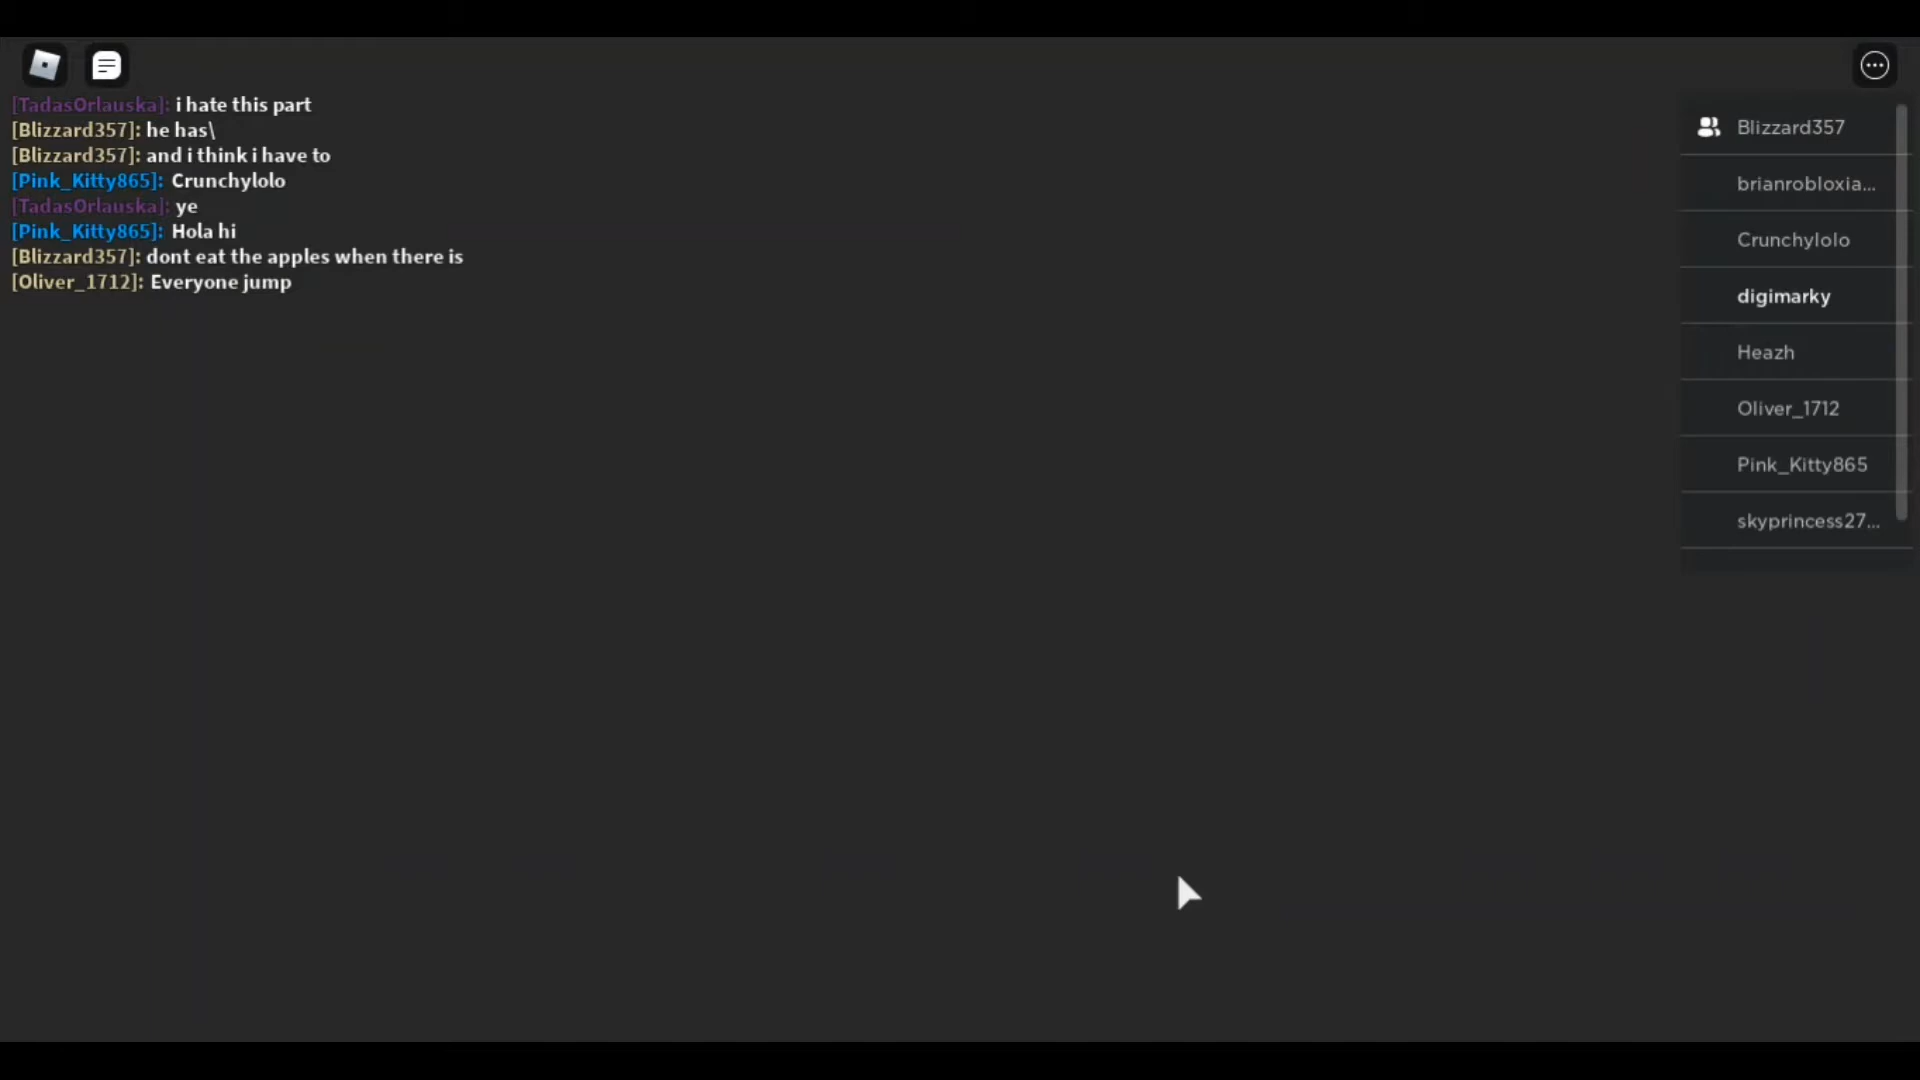 [TadasOrlauska]: i hate this part
[Blizzard357]: he has\
[Blizzard357]: and i think i have to
[Pink_Kitty865]: Crunchylolo
[TadasOrlauska]: ye
[Pink_Kitty865]: Hola hi
[Blizzard357]: dont eat the apples when there is
[Oliver_1712]: Everyone jump
Blizzard357
brianrobloxia...
Crunchylolo
digimarky
Heazh
Oliver_1712
Pink_Kitty865
skyprincess27...